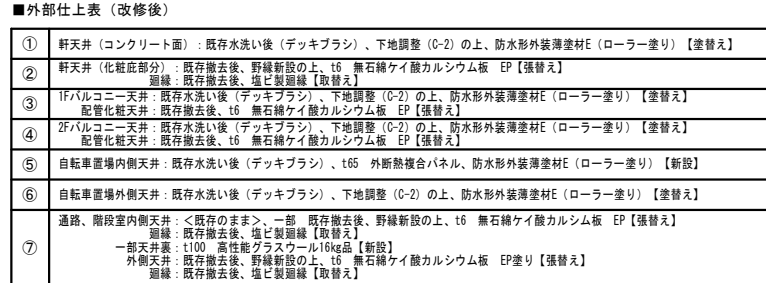 ■外部仕上表（改修後）
① 軒天井（コンクリート面）：既存水洗い後（デッキブラシ）、下地調整（C-2）の上、防水形外装薄塗材E（ローラー塗り）【塗替え】
② 軒天井（化粧庇部分）：既存撤去後、野縁新設の上、t6　無石綿ケイ酸カルシウム板　EP【張替え】
廻縁：既存撤去後、塩ビ製廻縁【取替え】
③ 1Fバルコニー天井：既存水洗い後（デッキブラシ）、下地調整（C-2）の上、防水形外装薄塗材E（ローラー塗り）【塗替え】
配管化粧天井：既存撤去後、t6　無石綿ケイ酸カルシウム板　EP【張替え】
④ 2Fバルコニー天井：既存水洗い後（デッキブラシ）、下地調整（C-2）の上、防水形外装薄塗材E（ローラー塗り）【塗替え】
配管化粧天井：既存撤去後、t6　無石綿ケイ酸カルシウム板　EP【張替え】
⑤ 自転車置場内側天井：既存水洗い後（デッキブラシ）、t65　外断熱複合パネル、防水形外装薄塗材E（ローラー塗り）【新設】
⑥ 自転車置場外側天井：既存水洗い後（デッキブラシ）、下地調整（C-2）の上、防水形外装薄塗材E（ローラー塗り）【塗替え】
⑦ 通路、階段室内側天井：＜既存のまま＞、一部　既存撤去後、野縁新設の上、t6　無石綿ケイ酸カルシム板　EP【張替え】
廻縁：既存撤去後、塩ビ製廻縁【取替え】
一部天井裏：t100　高性能グラスウール16kg品【新設】
外側天井：既存撤去後、野縁新設の上、t6　無石綿ケイ酸カルシウム板　EP塗り【張替え】
廻縁：既存撤去後、塩ビ製廻縁【取替え】